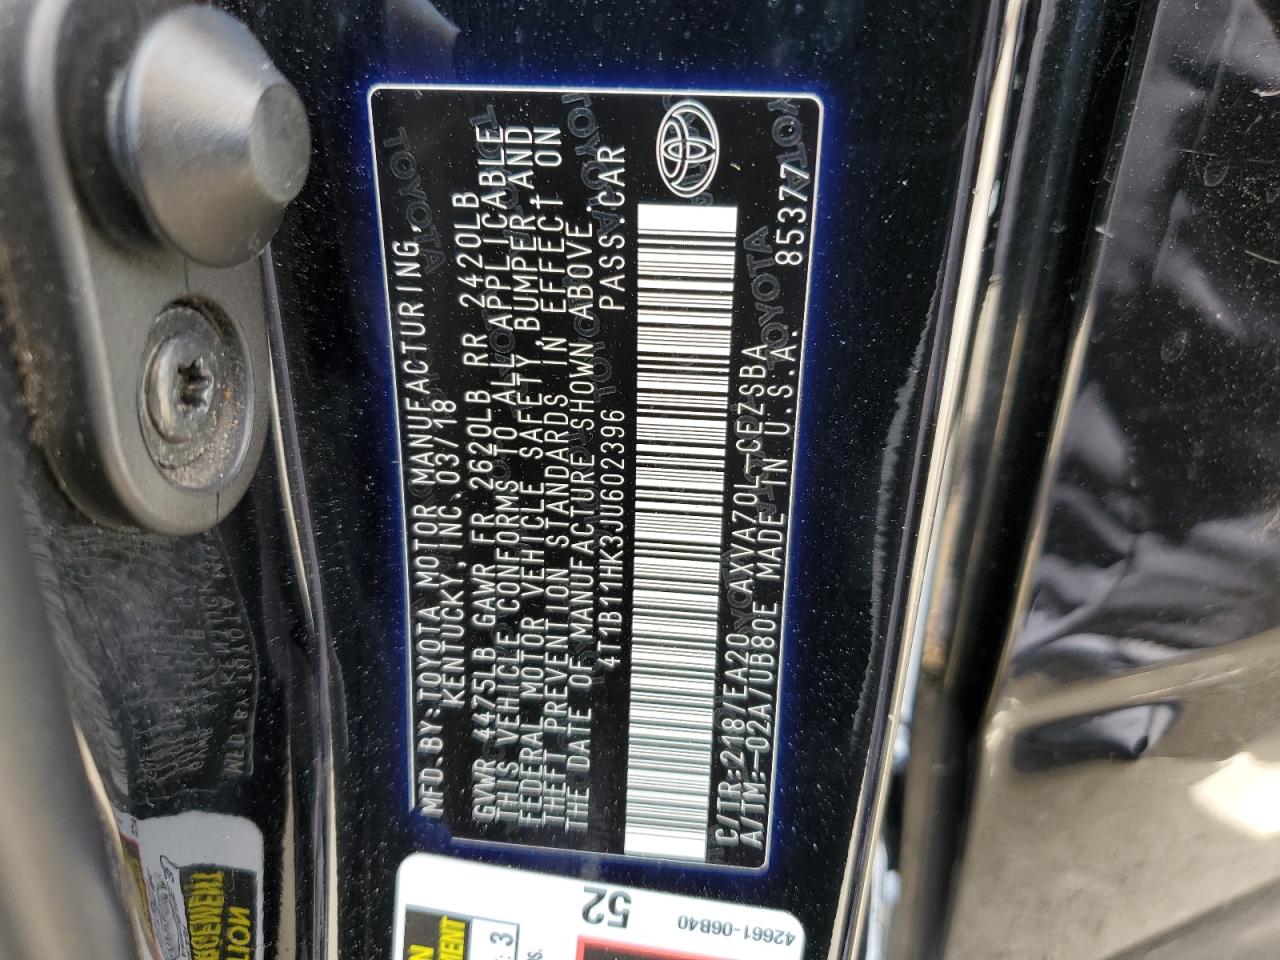 MFD.BY:TOYOTA MOTOR MANUFACTURING,
KENTUCKY,INC. 03/18
GVWR 4475LB GAWR FR 2620LB RR 2420LB
THIS VEHICLE CONFORMS TO ALL APPLICABLE
FEDERAL MOTOR VEHICLE SAFETY, BUMPER AND
THEFT PREVENTION STANDARDS IN EFFECT ON
THE DATE OF MANUFACTURE SHOWN ABOVE.
4T1B11HK3JU602396 PASS.CAR
C/TR:218/EA20 AXVA70L-CEZSBA
A/TM:-02A/UB80E MADE IN U.S.A. 85377
TOYOTA
52
42661-06B40
3